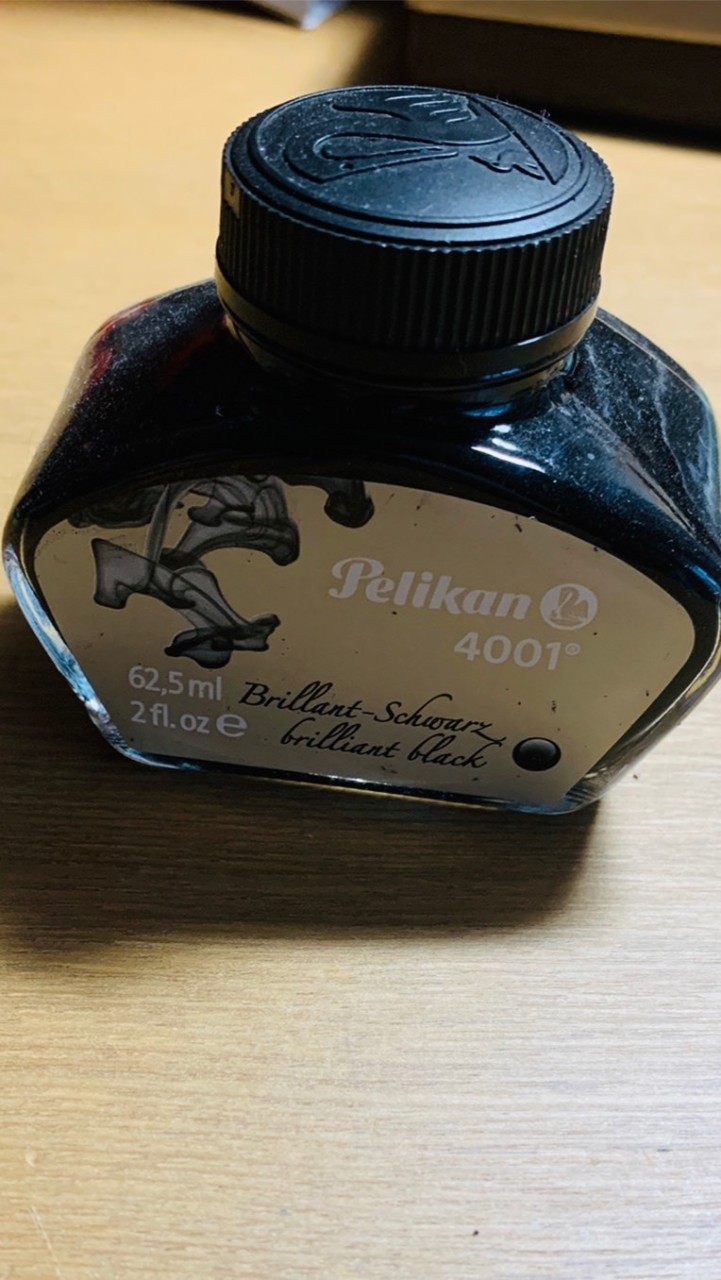 Pelikan
4001®
62,5 ml
2 fl. oz ℮
Brillant-Schwarz
brilliant black